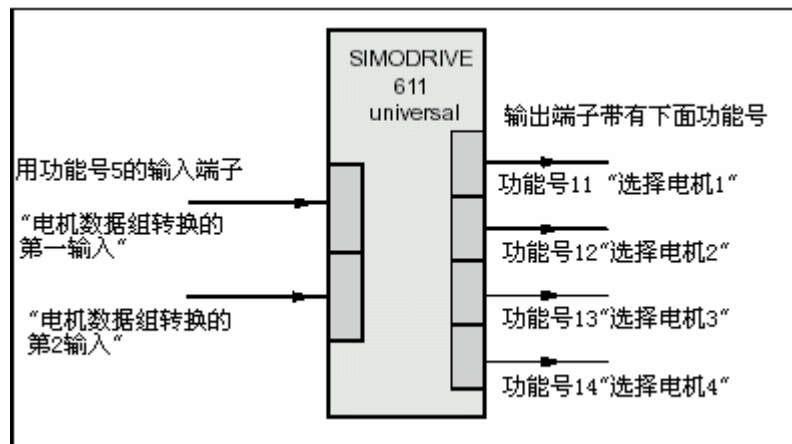 SIMODRIVE
611
universal
用功能号5的输入端子
“电机数据组转换的
第一输入”
“电机数据组转换的
第2输入”
输出端子带有下面功能号
功能号11 “选择电机1”
功能号12“选择电机2”
功能号13“选择电机3”
功能号14“选择电机4”